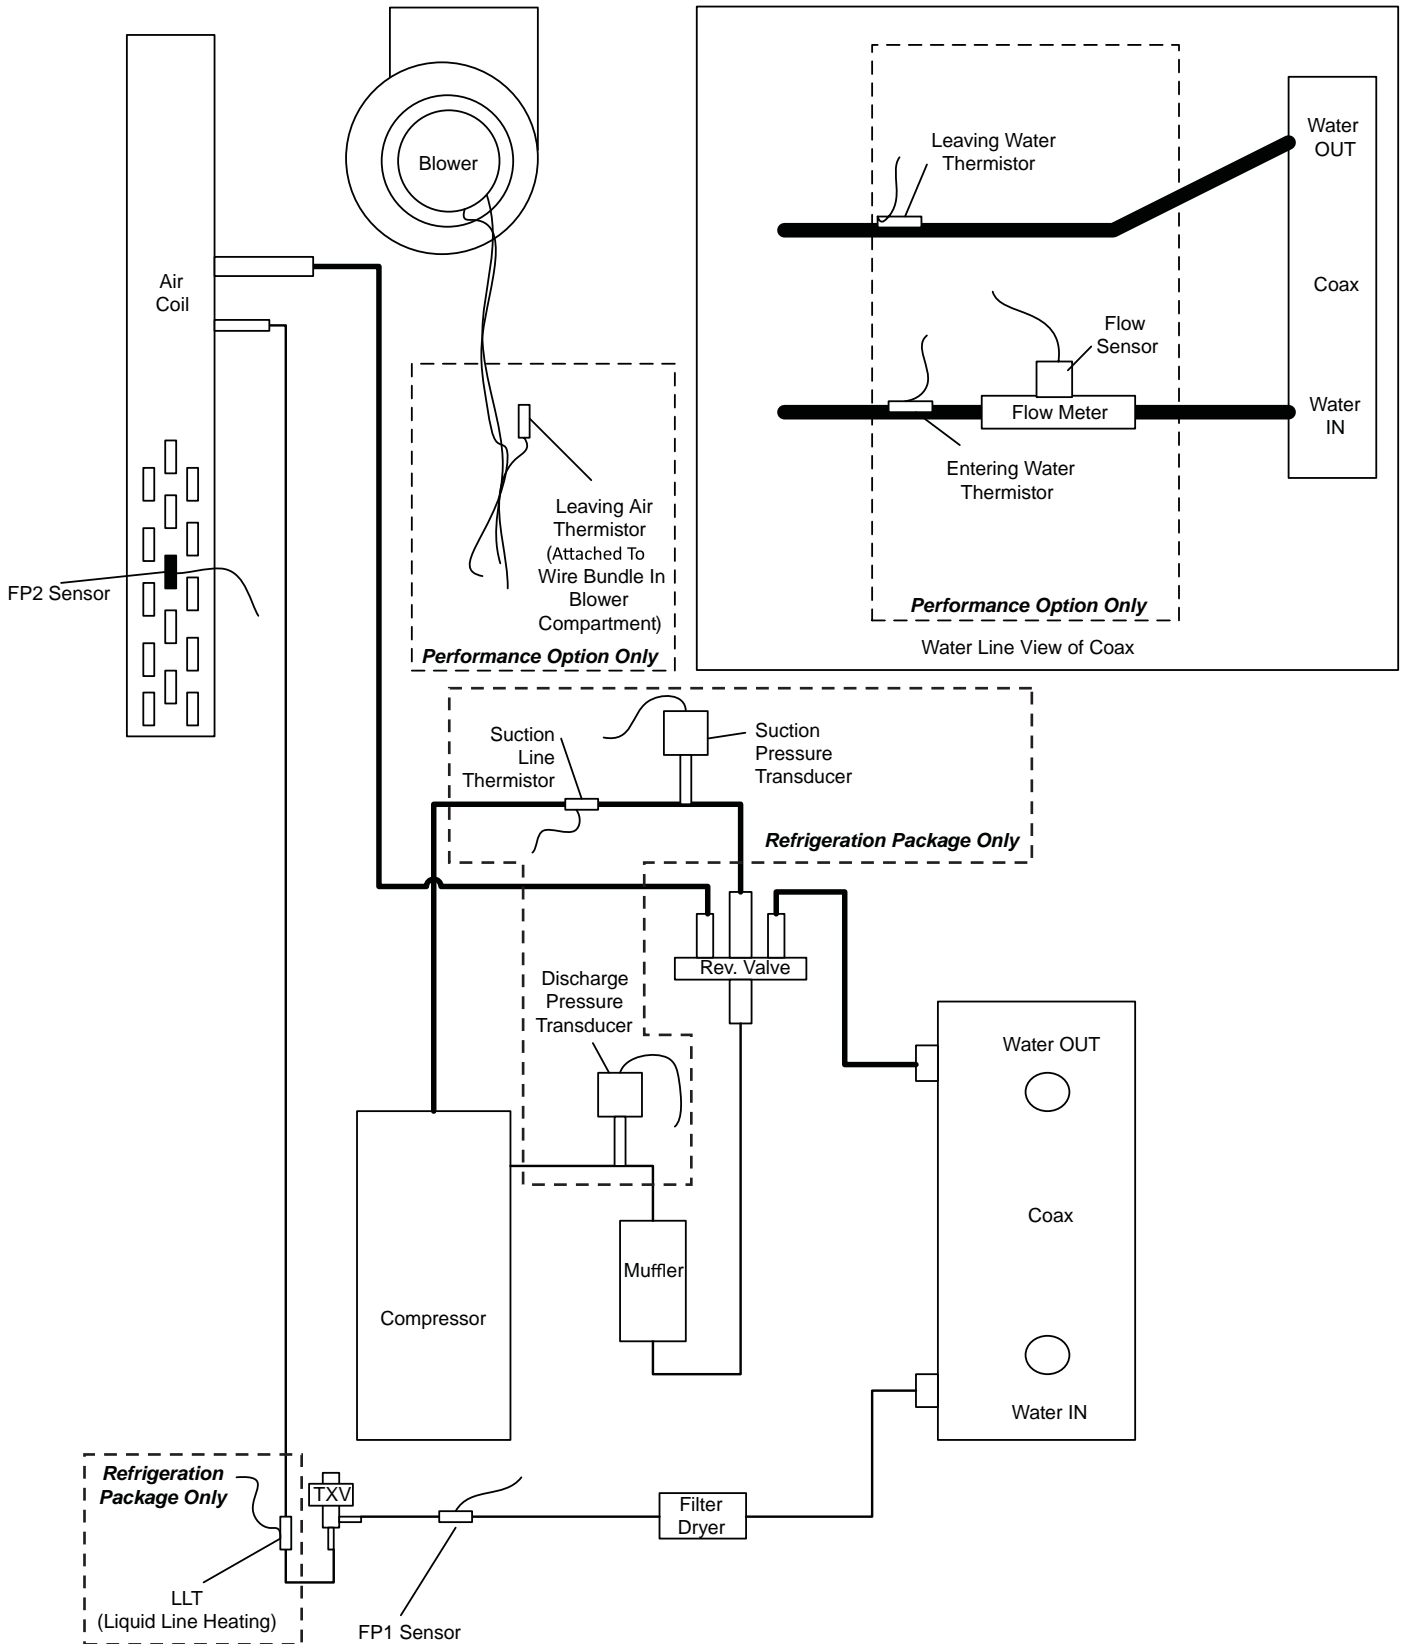 Blower
Air
Coil
FP2 Sensor
Leaving Air
Thermistor
(Attached To
Wire Bundle In
Blower
Compartment)
Performance Option Only
Leaving Water
Thermistor
Water
OUT
Coax
Flow
Sensor
Flow Meter
Water
IN
Entering Water
Thermistor
Performance Option Only
Water Line View of Coax
Suction
Line
Thermistor
Suction
Pressure
Transducer
Refrigeration Package Only
Rev. Valve
Discharge
Pressure
Transducer
Water OUT
Coax
Water IN
Muffler
Compressor
Refrigeration
Package Only
TXV
Filter
Dryer
LLT
(Liquid Line Heating)
FP1 Sensor